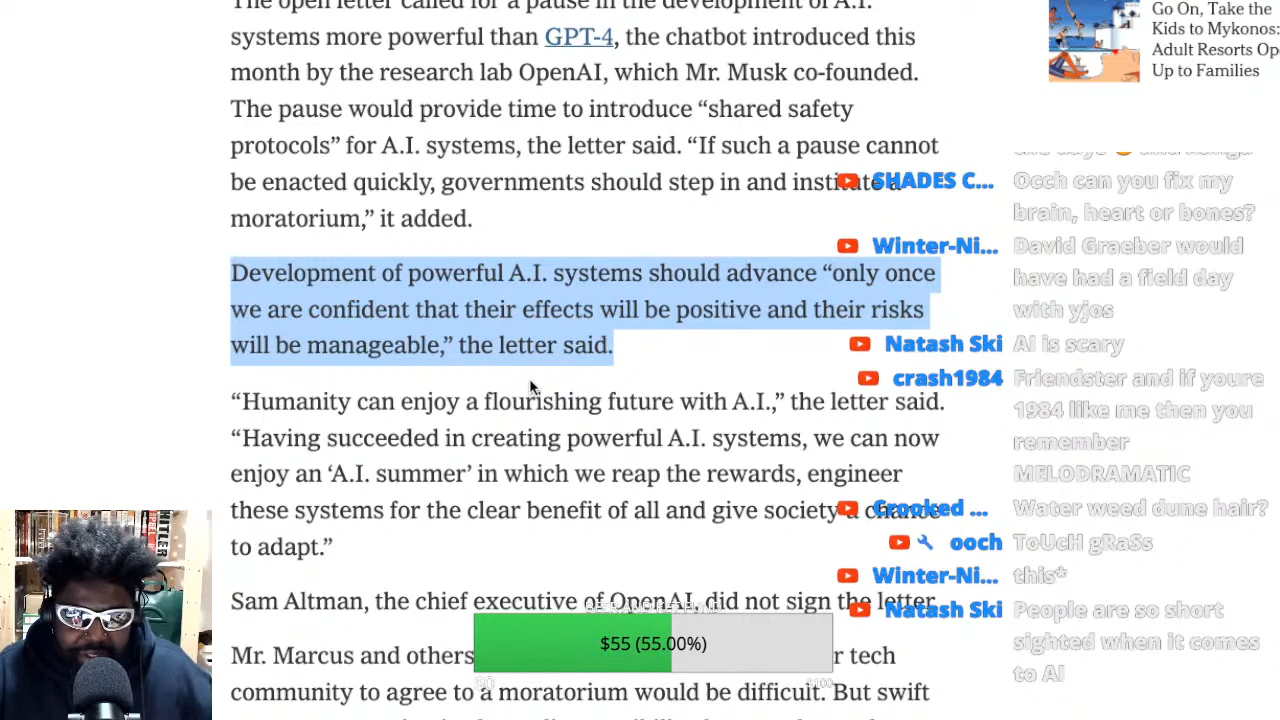 The open letter called for a pause in the development of A.I.
systems more powerful than GPT-4, the chatbot introduced this
month by the research lab OpenAI, which Mr. Musk co-founded.
The pause would provide time to introduce “shared safety
protocols” for A.I. systems, the letter said. “If such a pause cannot
be enacted quickly, governments should step in and institute a
moratorium,” it added.
Development of powerful A.I. systems should advance “only once
we are confident that their effects will be positive and their risks
will be manageable,” the letter said.
“Humanity can enjoy a flourishing future with A.I.,” the letter said.
“Having succeeded in creating powerful A.I. systems, we can now
enjoy an ‘A.I. summer’ in which we reap the rewards, engineer
these systems for the clear benefit of all and give society a chance
to adapt.”
Sam Altman, the chief executive of OpenAI, did not sign the letter.
Mr. Marcus and others
r tech
community to agree to a moratorium would be difficult. But swift
$55 (55.00%)
$0
$100
Go On, Take the
Kids to Mykonos:
Adult Resorts Op
Up to Families
SHADES C... Occh can you fix my
brain, heart or bones?
Winter-Ni... David Graeber would
have had a field day
with yjos
Natash Ski AI is scary
crash1984 Friendster and if youre
1984 like me then you
remember
MELODRAMATIC
Crooked ... Water weed dune hair?
ooch ToUcH gRaSs
Winter-Ni... this*
Natash Ski People are so short
sighted when it comes
to AI